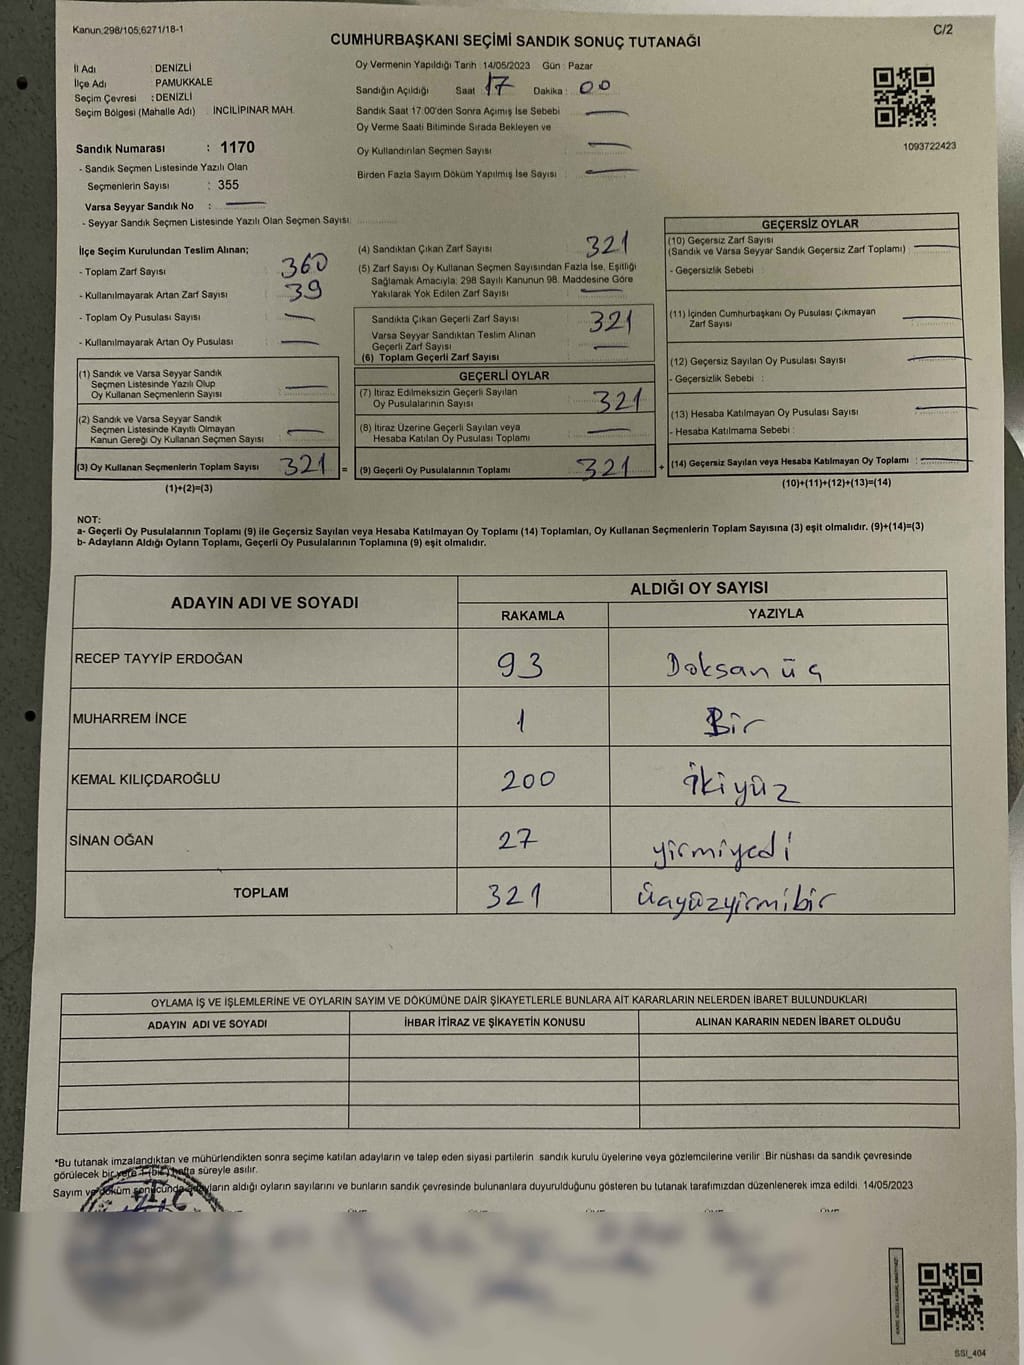 Kanun;298/105;6271/18-1
C/2
CUMHURBAŞKANI SEÇİMİ SANDIK SONUÇ TUTANAĞI
İl Adı DENİZLİ
İlçe Adı PAMUKKALE
Seçim Çevresi : DENİZLİ
Seçim Bölgesi (Mahalle Adı) : İNCİLİPINAR MAH.
Oy Vermenin Yapıldığı Tarih :14/05/2023 Gün : Pazar
Sandığın Açıldığı Saat 17 Dakika : 00
Sandık Saat 17:00'den Sonra Açımış İse Sebebi
Oy Verme Saati Bitiminde Sırada Bekleyen ve
Oy Kullandırılan Seçmen Sayısı :
Birden Fazla Sayım Döküm Yapılmış İse Sayısı :
1093722423
Sandık Numarası : 1170
- Sandık Seçmen Listesinde Yazılı Olan
Seçmenlerin Sayısı : 355
Varsa Seyyar Sandık No :
- Seyyar Sandık Seçmen Listesinde Yazılı Olan Seçmen Sayısı:
İlçe Seçim Kurulundan Teslim Alınan;
- Toplam Zarf Sayısı : 360
- Kullanılmayarak Artan Zarf Sayısı : 39
- Toplam Oy Pusulası Sayısı :
- Kullanılmayarak Artan Oy Pusulası :
(1) Sandık ve Varsa Seyyar Sandık
Seçmen Listesinde Yazılı Olup
Oy Kullanan Seçmenlerin Sayısı
(2) Sandık ve Varsa Seyyar Sandık
Seçmen Listesinde Kayıtlı Olmayan
Kanun Gereği Oy Kullanan Seçmen Sayısı
(3) Oy Kullanan Seçmenlerin Toplam Sayısı 321 =
(1)+(2)=(3)
(4) Sandıktan Çıkan Zarf Sayısı : 321
(5) Zarf Sayısı Oy Kullanan Seçmen Sayısından Fazla İse, Eşitliği
Sağlamak Amacıyla; 298 Sayılı Kanunun 98. Maddesine Göre
Yakılarak Yok Edilen Zarf Sayısı :
Sandıkta Çıkan Geçerli Zarf Sayısı : 321
Varsa Seyyar Sandıktan Teslim Alınan
Geçerli Zarf Sayısı
(6) Toplam Geçerli Zarf Sayısı
GEÇERLİ OYLAR
(7) İtiraz Edilmeksizin Geçerli Sayılan
Oy Pusulalarının Sayısı 321
(8) İtiraz Üzerine Geçerli Sayılan veya
Hesaba Katılan Oy Pusulası Toplamı
(9) Geçerli Oy Pusulalarının Toplamı 321 +
GEÇERSİZ OYLAR
(10) Geçersiz Zarf Sayısı
(Sandık ve Varsa Seyyar Sandık Geçersiz Zarf Toplamı) :
- Geçersizlik Sebebi :
(11) İçinden Cumhurbaşkanı Oy Pusulası Çıkmayan
Zarf Sayısı :
(12) Geçersiz Sayılan Oy Pusulası Sayısı :
- Geçersizlik Sebebi :
(13) Hesaba Katılmayan Oy Pusulası Sayısı :
- Hesaba Katılmama Sebebi :
(14) Geçersiz Sayılan veya Hesaba Katılmayan Oy Toplamı :
(10)+(11)+(12)+(13)=(14)
NOT:
a- Geçerli Oy Pusulalarının Toplamı (9) ile Geçersiz Sayılan veya Hesaba Katılmayan Oy Toplamı (14) Toplamları, Oy Kullanan Seçmenlerin Toplam Sayısına (3) eşit olmalıdır. (9)+(14)=(3)
b- Adayların Aldığı Oyların Toplamı, Geçerli Oy Pusulalarının Toplamına (9) eşit olmalıdır.
ADAYIN ADI VE SOYADI ALDIĞI OY SAYISI
RAKAMLA YAZIYLA
RECEP TAYYİP ERDOĞAN 93 Doksan üç
MUHARREM İNCE 1 Bir
KEMAL KILIÇDAROĞLU 200 ikiyüz
SİNAN OĞAN 27 yirmiyedi
TOPLAM 321 üçyüzyirmibir
OYLAMA İŞ VE İŞLEMLERİNE VE OYLARIN SAYIM VE DÖKÜMÜNE DAİR ŞİKAYETLERLE BUNLARA AİT KARARLARIN NELERDEN İBARET BULUNDUKLARI
ADAYIN ADI VE SOYADI İHBAR İTİRAZ VE ŞİKAYETİN KONUSU ALINAN KARARIN NEDEN İBARET OLDUĞU
*Bu tutanak imzalandıktan ve mühürlendikten sonra seçime katılan adayların ve talep eden siyasi partilerin sandık kurulu üyelerine veya gözlemcilerine verilir. Bir nüshası da sandık çevresinde
görülecek bir yere 1 (bir) hafta süreyle asılır.
Sayım ve döküm sonucunda adayların aldığı oyların sayılarını ve bunların sandık çevresinde bulunanlara duyurulduğunu gösteren bu tutanak tarafımızdan düzenlenerek imza edildi. 14/05/2023
T.C
SSI_404